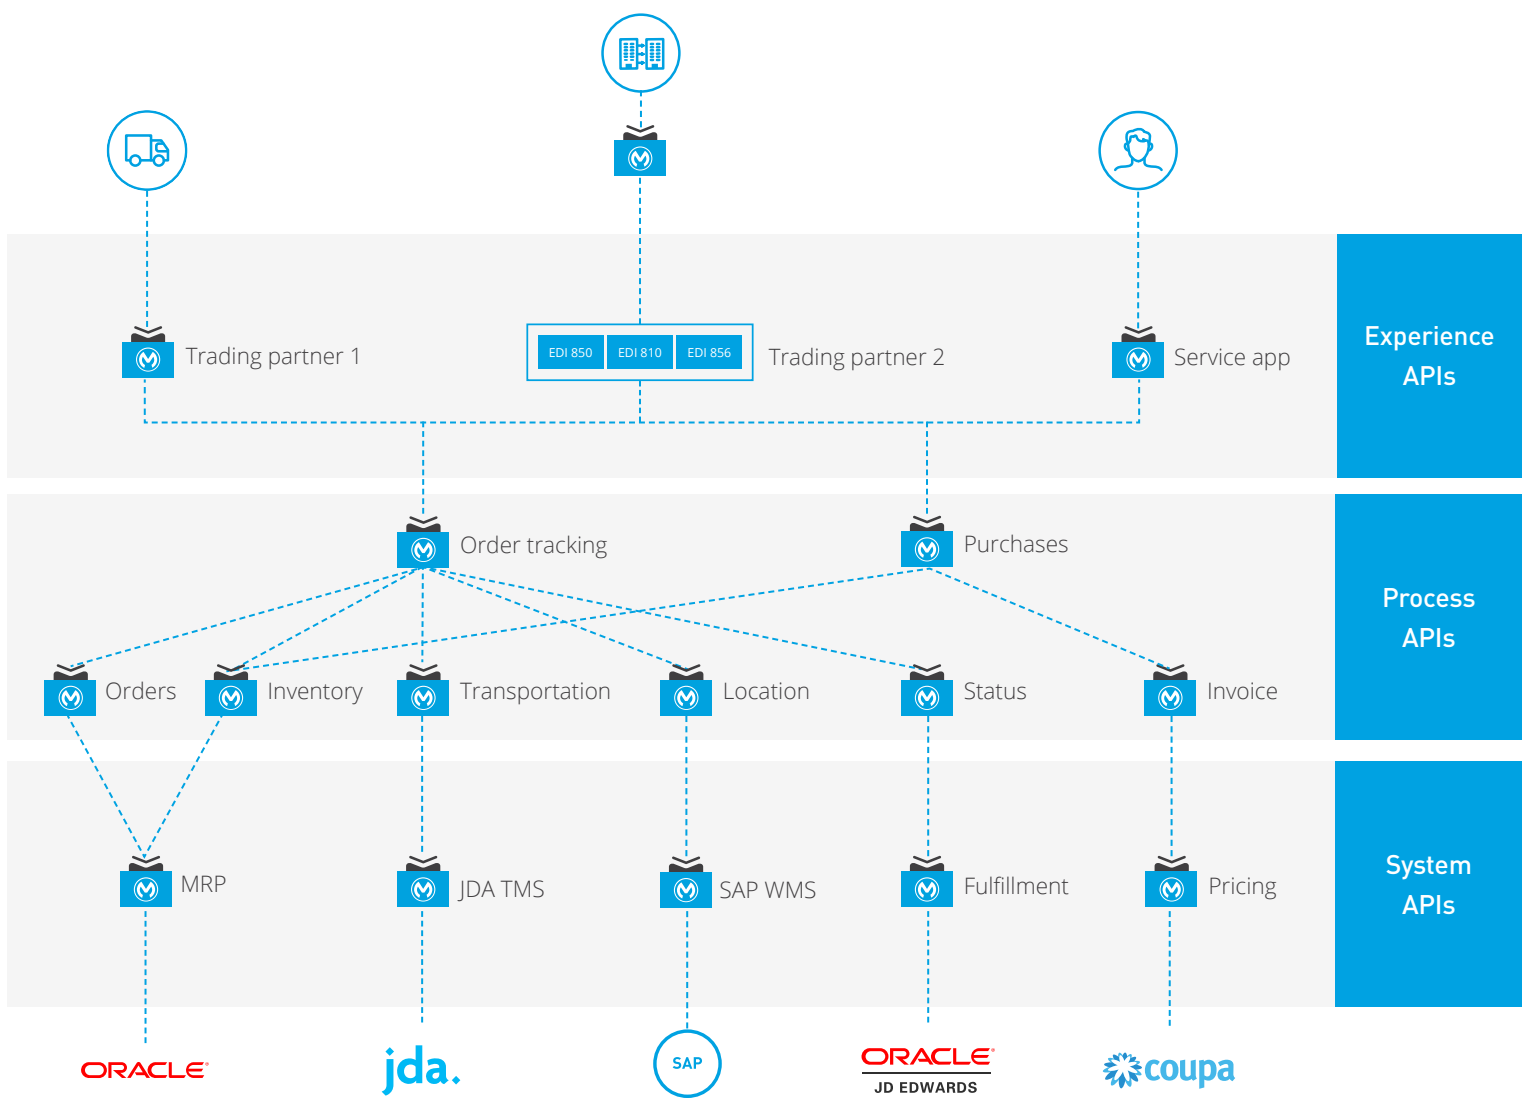 Trading partner 1
EDI 850
EDI 810
EDI 856
Trading partner 2
Service app
Experience
APIs
Order tracking
Purchases
Process
APIs
Orders
Inventory
Transportation
Location
Status
Invoice
MRP
JDA TMS
SAP WMS
Fulfillment
Pricing
System
APIs
ORACLE®
jda.
SAP
ORACLE®
JD EDWARDS
coupa